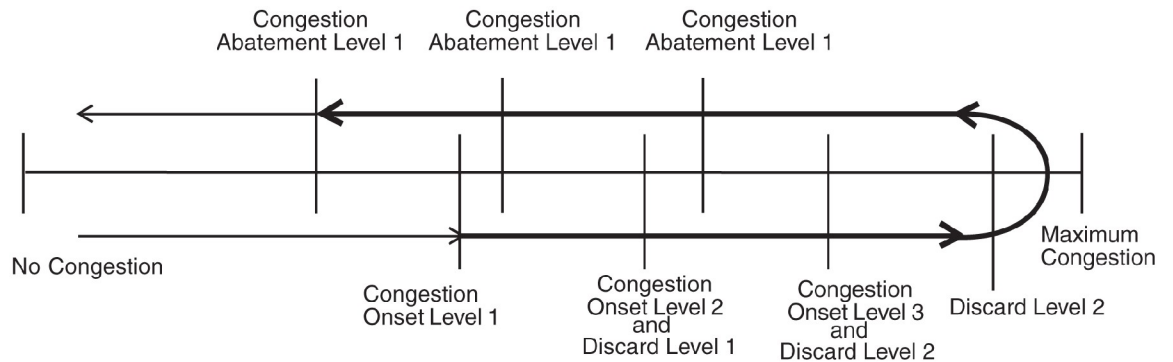 Congestion
Abatement Level 1
Congestion
Abatement Level 1
Congestion
Abatement Level 1
No Congestion
Maximum
Congestion
Congestion
Onset Level 1
Congestion
Onset Level 2
and
Discard Level 1
Congestion
Onset Level 3
and
Discard Level 2
Discard Level 2